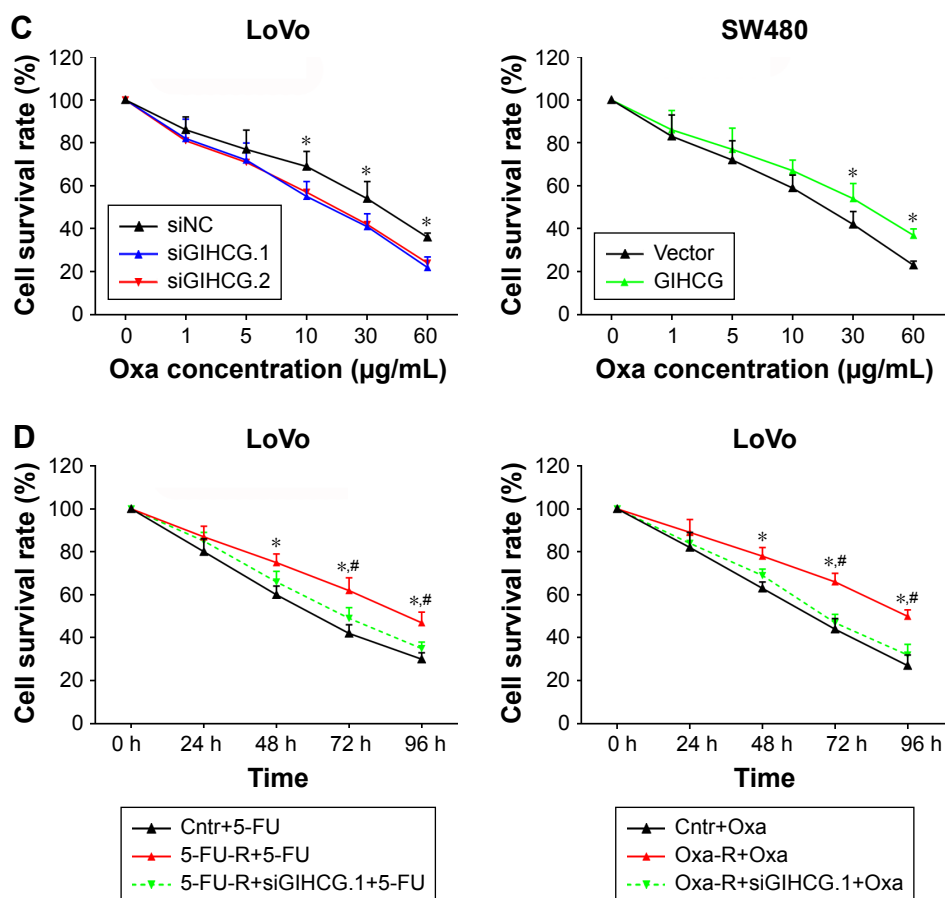 C
LoVo
Cell survival rate (%)
120
100
80
60
40
20
0
*
*
*
siNC
siGIHCG.1
siGIHCG.2
0 1 5 10 30 60
Oxa concentration (µg/mL)
SW480
Cell survival rate (%)
120
100
80
60
40
20
0
*
*
Vector
GIHCG
0 1 5 10 30 60
Oxa concentration (µg/mL)
D
LoVo
Cell survival rate (%)
120
100
80
60
40
20
0
*
*,#
*,#
0 h 24 h 48 h 72 h 96 h
Time
Cntr+5-FU
5-FU-R+5-FU
5-FU-R+siGIHCG.1+5-FU
LoVo
Cell survival rate (%)
120
100
80
60
40
20
0
*
*,#
*,#
0 h 24 h 48 h 72 h 96 h
Time
Cntr+Oxa
Oxa-R+Oxa
Oxa-R+siGIHCG.1+Oxa